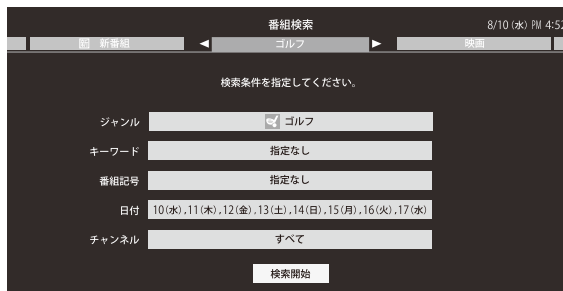 番組検索
8/10(水) PM 4:52
新番組
ゴルフ
映画
検索条件を指定してください。
ジャンル ゴルフ
キーワード 指定なし
番組記号 指定なし
日付 10(水),11(木),12(金),13(土),14(日),15(月),16(火),17(水)
チャンネル すべて
検索開始